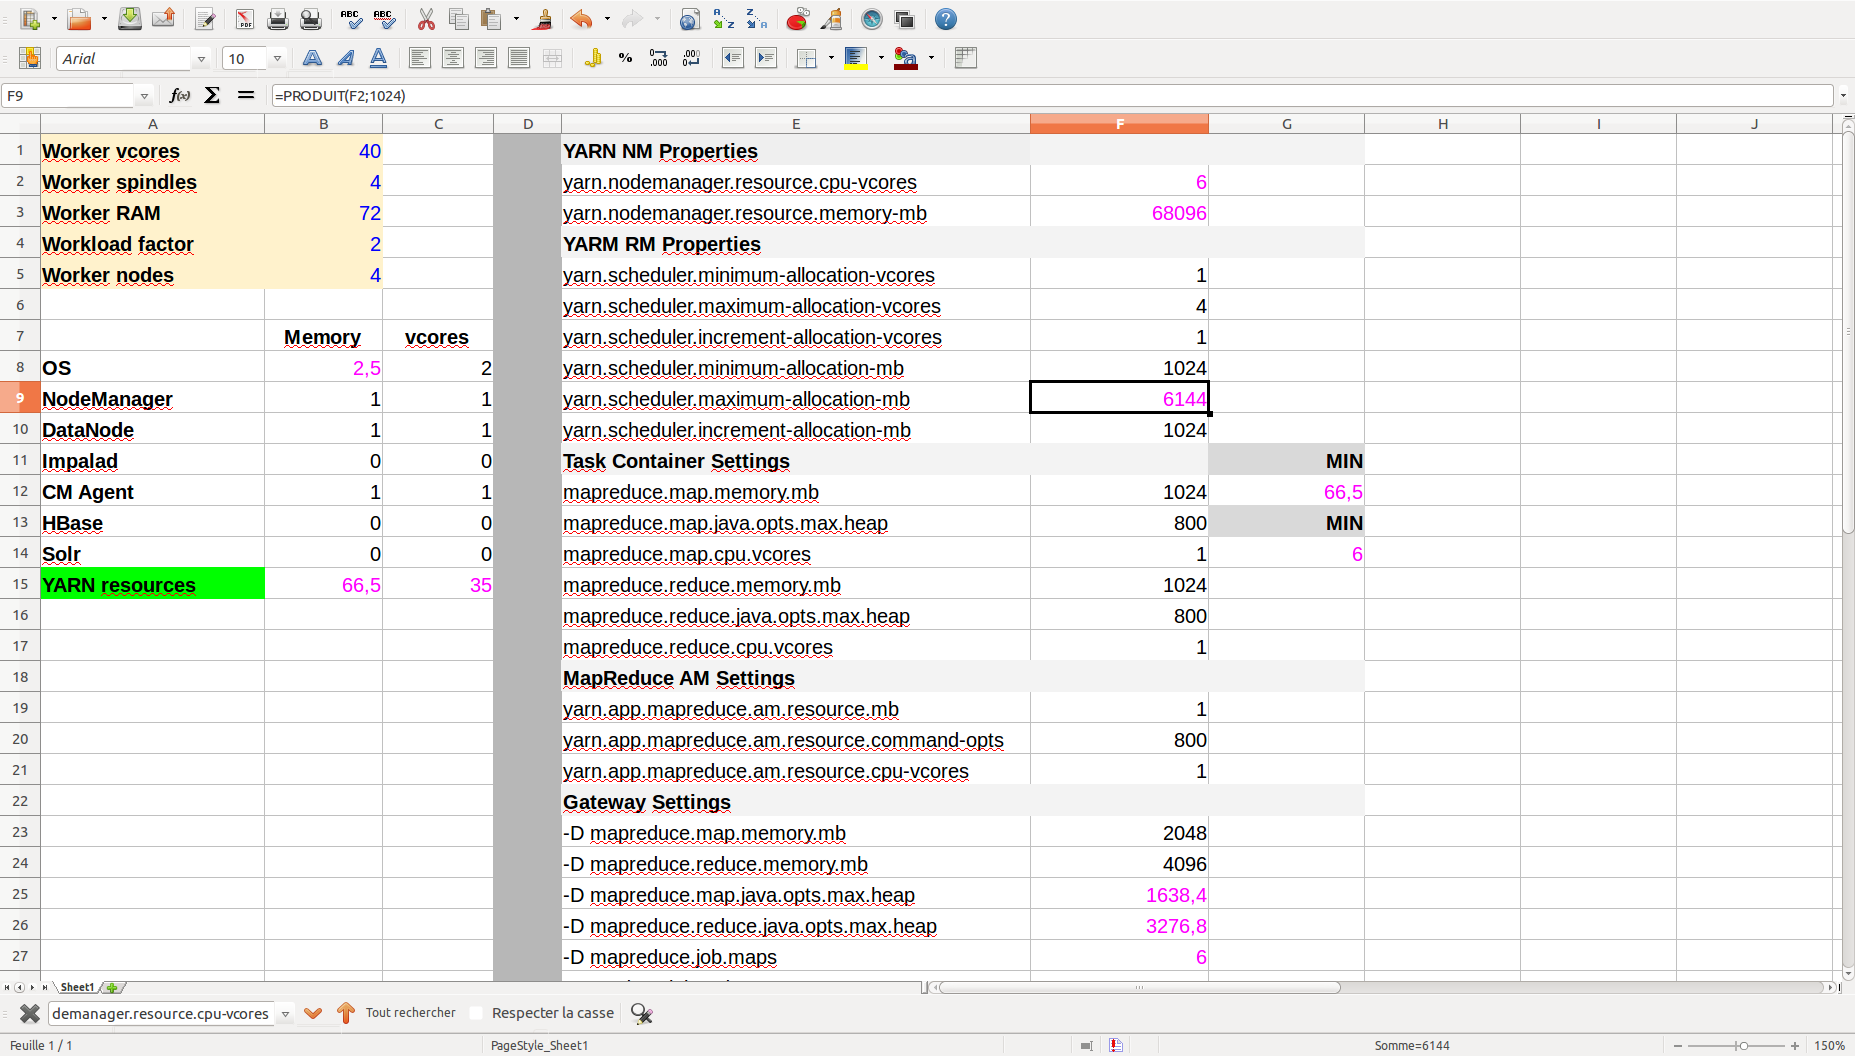 Arial 10
F9 =PRODUIT(F2;1024)
A B C D E F G H I J
1 Worker vcores 40 YARN NM Properties
2 Worker spindles 4 yarn.nodemanager.resource.cpu-vcores 6
3 Worker RAM 72 yarn.nodemanager.resource.memory-mb 68096
4 Workload factor 2 YARM RM Properties
5 Worker nodes 4 yarn.scheduler.minimum-allocation-vcores 1
6 yarn.scheduler.maximum-allocation-vcores 4
7 Memory vcores yarn.scheduler.increment-allocation-vcores 1
8 OS 2,5 2 yarn.scheduler.minimum-allocation-mb 1024
9 NodeManager 1 1 yarn.scheduler.maximum-allocation-mb 6144
10 DataNode 1 1 yarn.scheduler.increment-allocation-mb 1024
11 Impalad 0 0 Task Container Settings MIN
12 CM Agent 1 1 mapreduce.map.memory.mb 1024 66,5
13 HBase 0 0 mapreduce.map.java.opts.max.heap 800 MIN
14 Solr 0 0 mapreduce.map.cpu.vcores 1 6
15 YARN resources 66,5 35 mapreduce.reduce.memory.mb 1024
16 mapreduce.reduce.java.opts.max.heap 800
17 mapreduce.reduce.cpu.vcores 1
18 MapReduce AM Settings
19 yarn.app.mapreduce.am.resource.mb 1
20 yarn.app.mapreduce.am.resource.command-opts 800
21 yarn.app.mapreduce.am.resource.cpu-vcores 1
22 Gateway Settings
23 -D mapreduce.map.memory.mb 2048
24 -D mapreduce.reduce.memory.mb 4096
25 -D mapreduce.map.java.opts.max.heap 1638,4
26 -D mapreduce.reduce.java.opts.max.heap 3276,8
27 -D mapreduce.job.maps 6
Sheet1
demanager.resource.cpu-vcores Tout rechercher Respecter la casse
Feuille 1 / 1 PageStyle_Sheet1 Somme=6144 150%